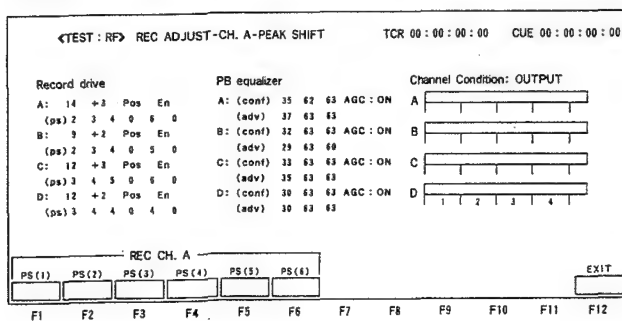 <TEST : RF> REC ADJUST-CH. A-PEAK SHIFT TCR 00 : 00 : 00 : 00 CUE 00 : 00 : 00 : 00
Record drive PB equalizer Channel Condition: OUTPUT
A: 14 +3 Pos En A: (conf) 35 62 63 AGC : ON A
(ps) 2 3 4 0 6 0 (adv) 37 63 63
B: 9 +2 Pos En B: (conf) 32 63 63 AGC : ON B
(ps) 2 3 4 0 5 0 (adv) 29 63 60
C: 12 +3 Pos En C: (conf) 33 63 63 AGC : ON C
(ps) 3 4 5 0 6 0 (adv) 35 63 63
D: 12 +2 Pos En D: (conf) 30 63 63 AGC : ON D
(ps) 3 4 4 0 4 0 (adv) 30 63 63 1 2 3 4
REC CH. A
PS(1) PS(2) PS(3) PS(4) PS(5) PS(6) EXIT
F1 F2 F3 F4 F5 F6 F7 F8 F9 F10 F11 F12